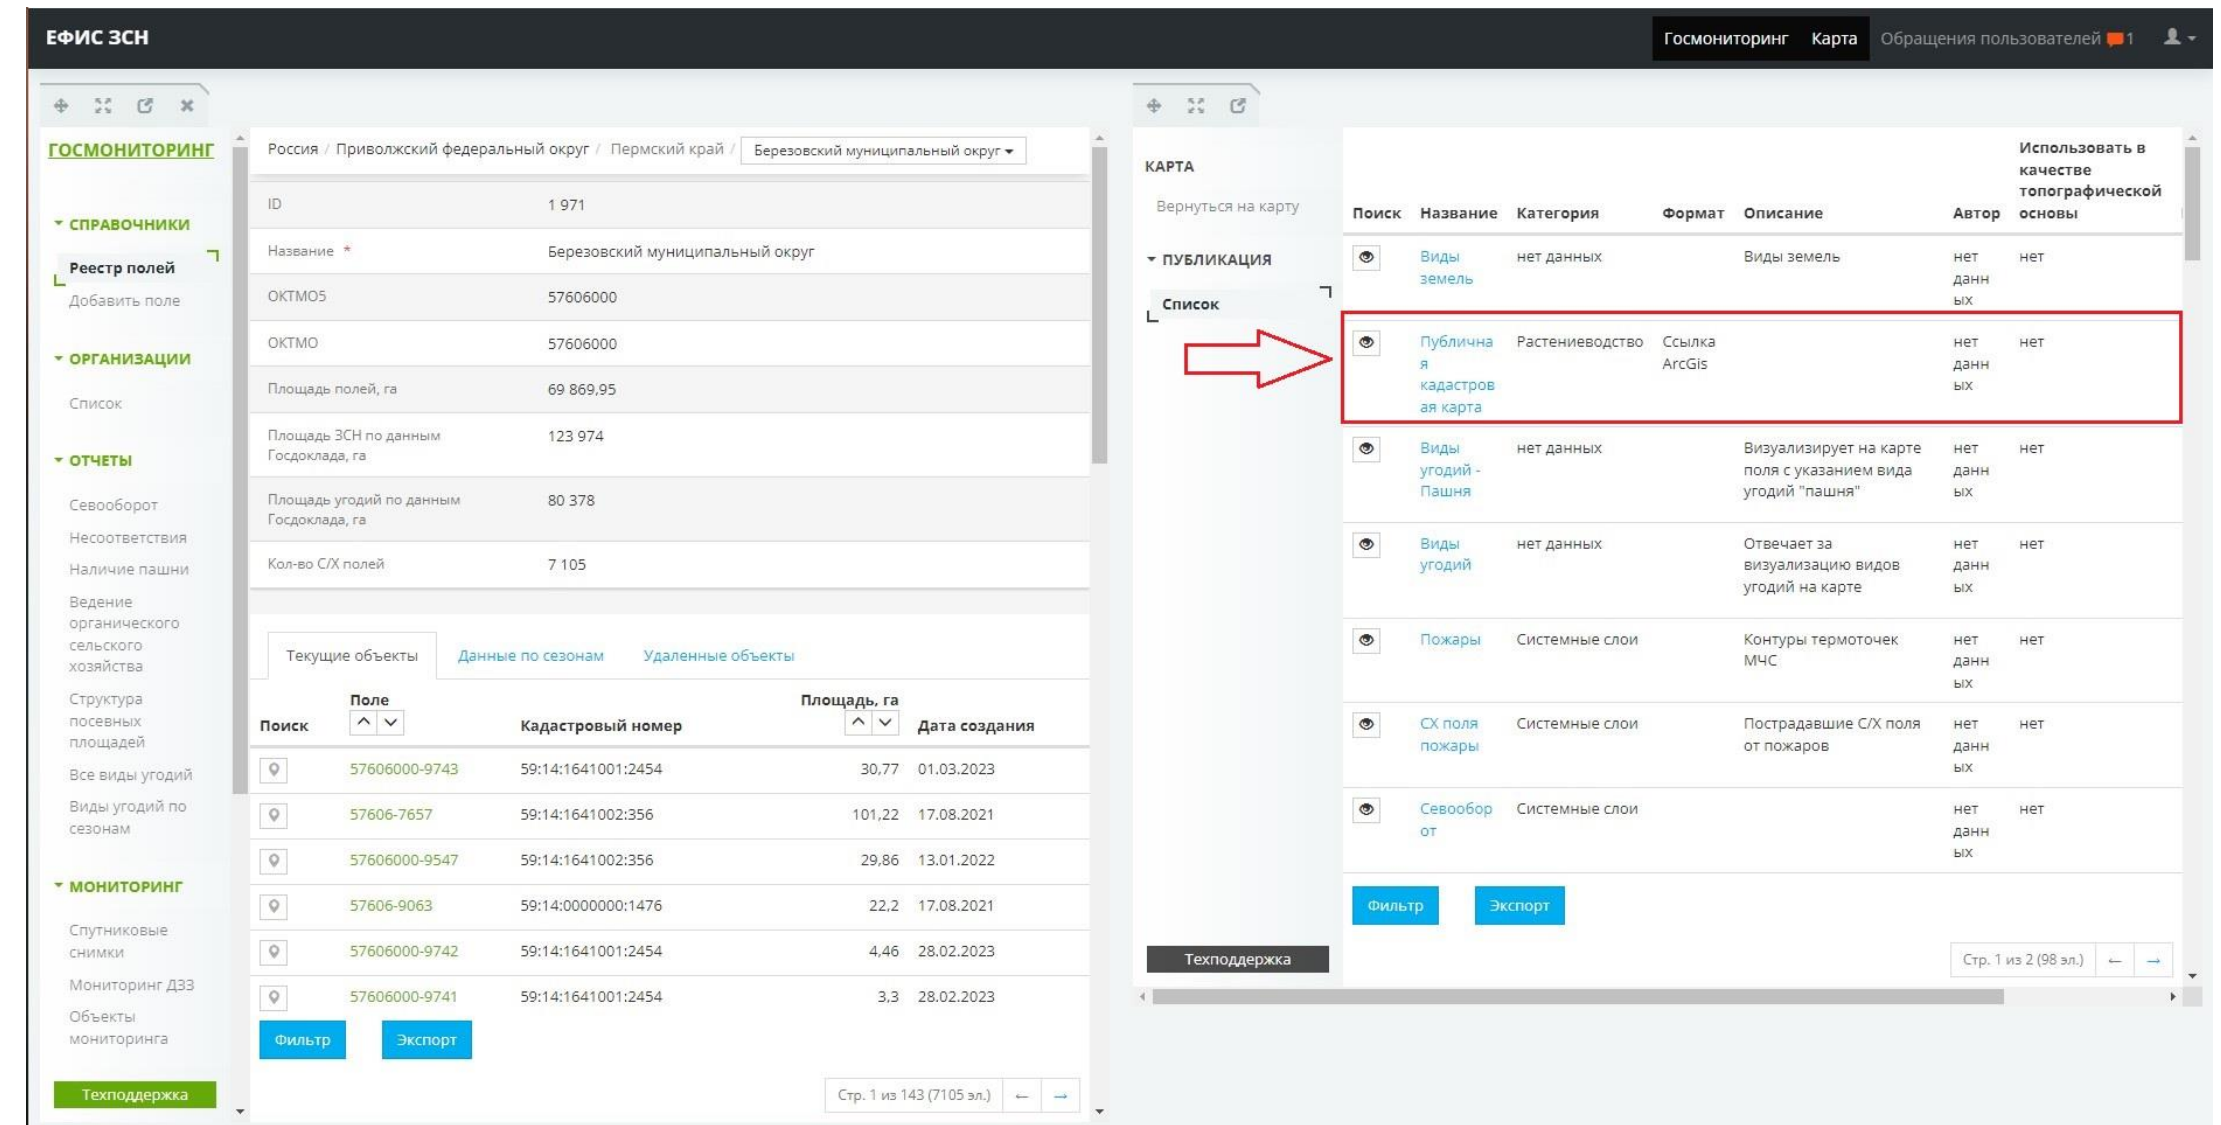 ЕФИС ЗСН
Госмониторинг Карта Обращения пользователей 1
ГОСМОНИТОРИНГ
СПРАВОЧНИКИ
Реестр полей
Добавить поле
ОРГАНИЗАЦИИ
Список
ОТЧЕТЫ
Севооборот
Несоответствия
Наличие пашни
Ведение
органического
сельского
хозяйства
Структура
посевных
площадей
Все виды угодий
Виды угодий по
сезонам
МОНИТОРИНГ
Спутниковые
снимки
Мониторинг ДЗЗ
Объекты
мониторинга
Техподдержка
Россия / Приволжский федеральный округ / Пермский край / Березовский муниципальный округ
ID 1 971
Название * Березовский муниципальный округ
ОКТМО5 57606000
ОКТМО 57606000
Площадь полей, га 69 869,95
Площадь ЗСН по данным 123 974
Госдоклада, га
Площадь угодий по данным 80 378
Госдоклада, га
Кол-во С/Х полей 7 105
Текущие объекты Данные по сезонам Удаленные объекты
Поле Площадь, га
Поиск Кадастровый номер Дата создания
57606000-9743 59:14:1641001:2454 30,77 01.03.2023
57606-7657 59:14:1641002:356 101,22 17.08.2021
57606000-9547 59:14:1641002:356 29,86 13.01.2022
57606-9063 59:14:0000000:1476 22,2 17.08.2021
57606000-9742 59:14:1641001:2454 4,46 28.02.2023
57606000-9741 59:14:1641001:2454 3,3 28.02.2023
Фильтр Экспорт
Стр. 1 из 143 (7105 эл.) ← →
КАРТА
Вернуться на карту
ПУБЛИКАЦИЯ
Список
Техподдержка
Использовать в
качестве
топографической
Поиск Название Категория Формат Описание Автор основы
Виды нет данных Виды земель нет нет
земель данн
ых
Публична Растениеводство Ссылка нет нет
я ArcGis данн
кадастров ых
ая карта
Виды нет данных Визуализирует на карте нет нет
угодий - поля с указанием вида данн
Пашня угодий "пашня" ых
Виды нет данных Отвечает за нет нет
угодий визуализацию видов данн
угодий на карте ых
Пожары Системные слои Контуры термоточек нет нет
МЧС данн
ых
СХ поля Системные слои Пострадавшие С/Х поля нет нет
пожары от пожаров данн
ых
Севообор Системные слои нет нет
от данн
ых
Фильтр Экспорт
Стр. 1 из 2 (98 эл.) ← →